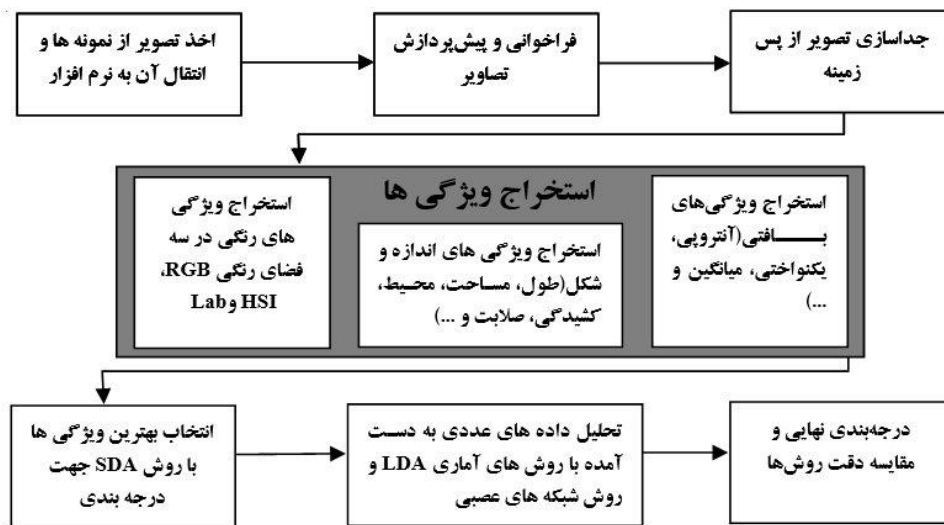 اخذ تصویر از نمونه ها و
انتقال آن به نرم افزار
فراخوانی و پیش‌پردازش
تصاویر
جداسازی تصویر از پس
زمینه
استخراج ویژگی ها
استخراج ویژگی
های رنگی در سه
فضای رنگی RGB،
HSI وLab
استخراج ویژگی های اندازه و
شکل(طول، مساحت، محیط،
کشیدگی، صلابت و ...)
استخراج ویژگی‌های
بافتی(آنتروپی،
یکنواختی، میانگین و
...)
انتخاب بهترین ویژگی ها
با روش SDA جهت
درجه بندی
تحلیل داده های عددی به دست
آمده با روش های آماری LDA و
روش شبکه های عصبی
درجه‌بندی نهایی و
مقایسه دقت روش‌ها